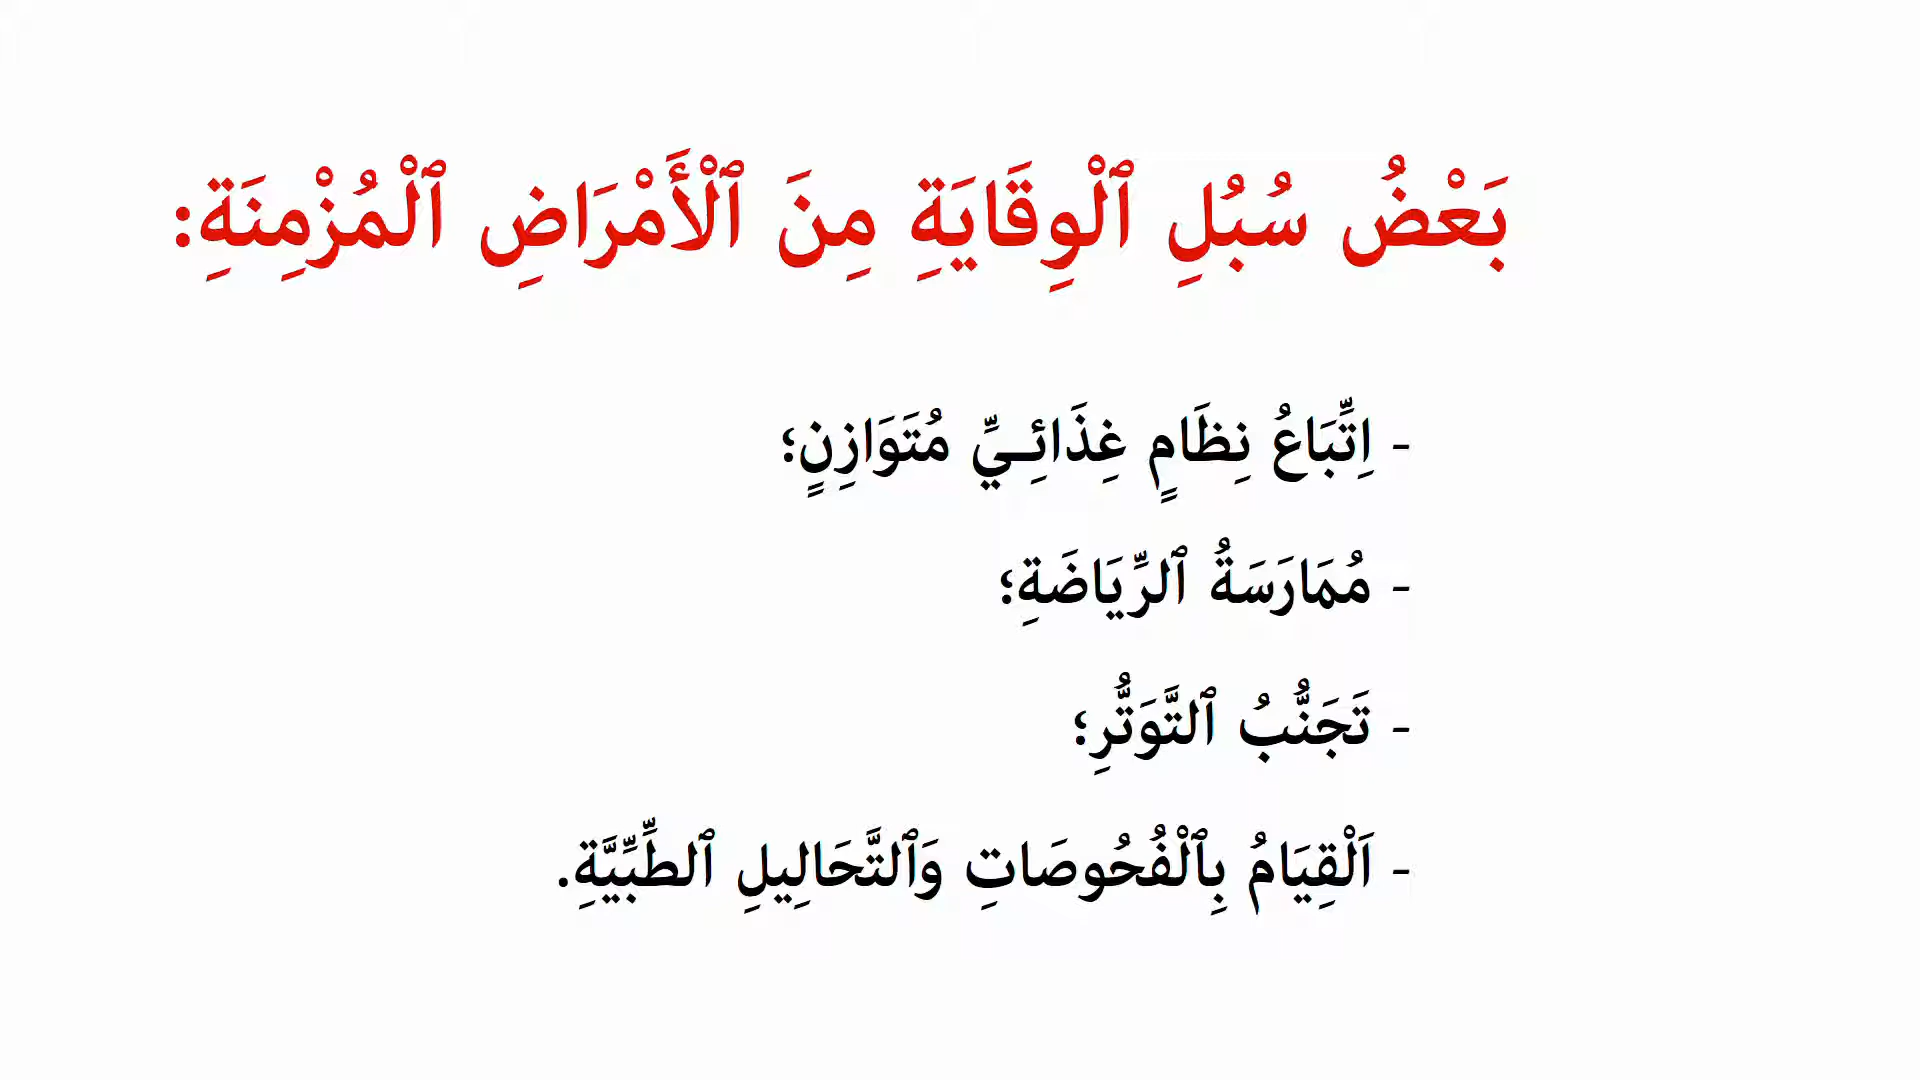 بَعْضُ سُبُلِ ٱلْوِقَايَةِ مِنَ ٱلْأَمْرَاضِ ٱلْمُزْمِنَةِ:
- اِتِّبَاعُ نِظَامٍ غِذَائِـيٍّ مُتَوَازِنٍ؛
- مُمَارَسَةُ ٱلرِّيَاضَةِ؛
- تَجَنُّبُ ٱلتَّوَتُّرِ؛
- اَلْقِيَامُ بِٱلْفُحُوصَاتِ وَٱلتَّحَالِيلِ ٱلطِّبِّيَّةِ.